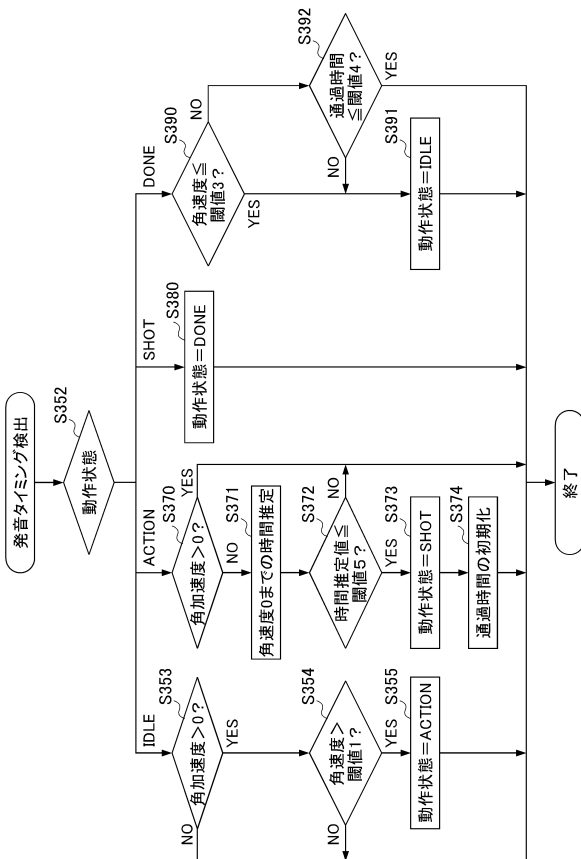 発音タイミング検出
S352
動作状態
IDLE
S353
角加速度>0?
NO
YES
S354
角速度>
閾値1?
NO
YES
S355
動作状態=ACTION
ACTION
S370
角加速度>0?
YES
NO
S371
角速度0までの時間推定
S372
時間推定値≦
閾値5?
NO
YES
S373
動作状態=SHOT
S374
通過時間の初期化
SHOT
S380
動作状態=DONE
DONE
S390
角速度≦
閾値3?
NO
YES
S392
通過時間
≦閾値4?
NO
YES
S391
動作状態=IDLE
終了